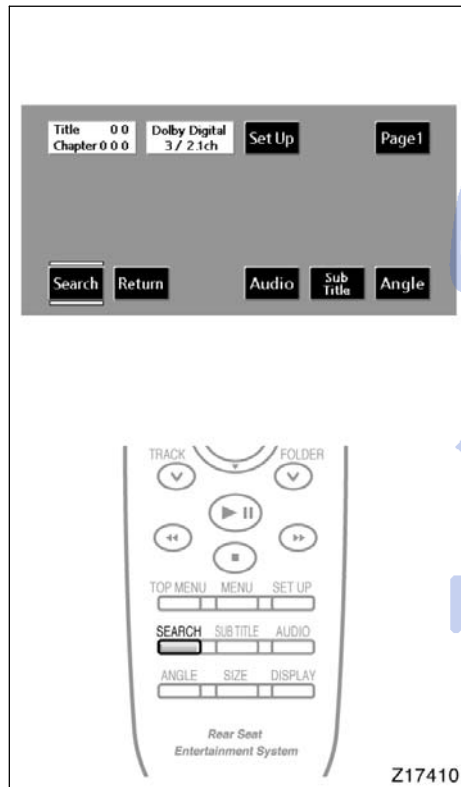 Title 0 0 Dolby Digital Set Up Page1
Chapter 0 0 0 3 / 2.1ch
Search Return Audio Sub Title Angle
TRACK FOLDER
TOP MENU MENU SET UP
SEARCH SUB TITLE AUDIO
ANGLE SIZE DISPLAY
Rear Seat
Entertainment System
Z17410